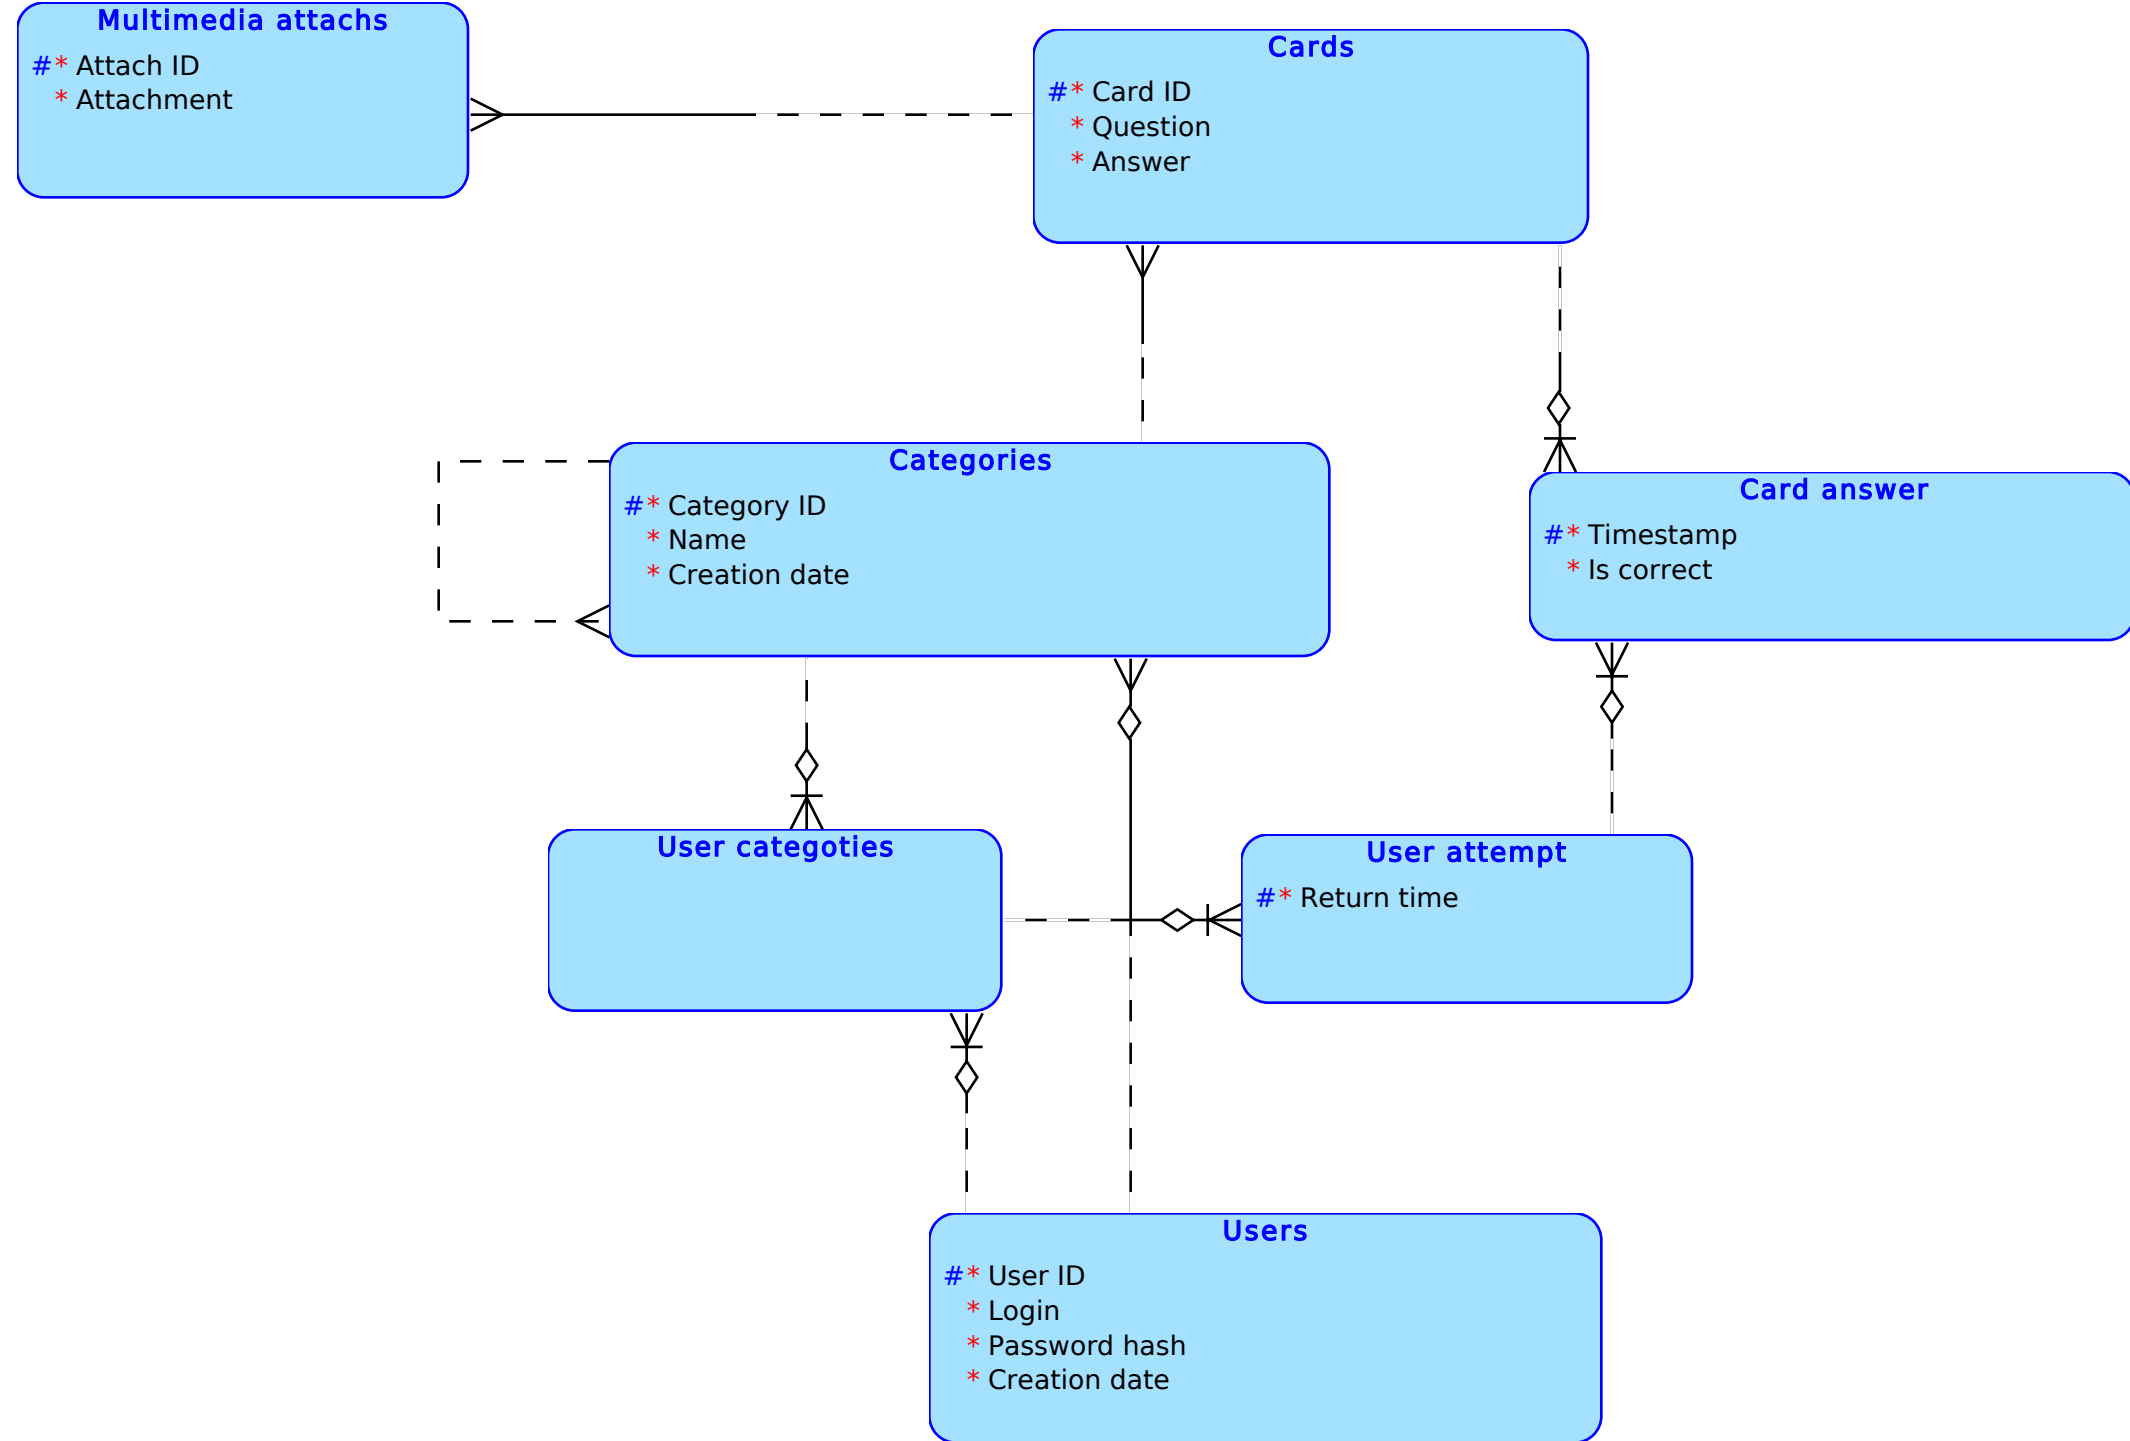 Multimedia attachs
#* Attach ID
* Attachment
Cards
#* Card ID
* Question
* Answer
Categories
#* Category ID
* Name
* Creation date
Card answer
#* Timestamp
* Is correct
User categoties
User attempt
#* Return time
Users
#* User ID
* Login
* Password hash
* Creation date